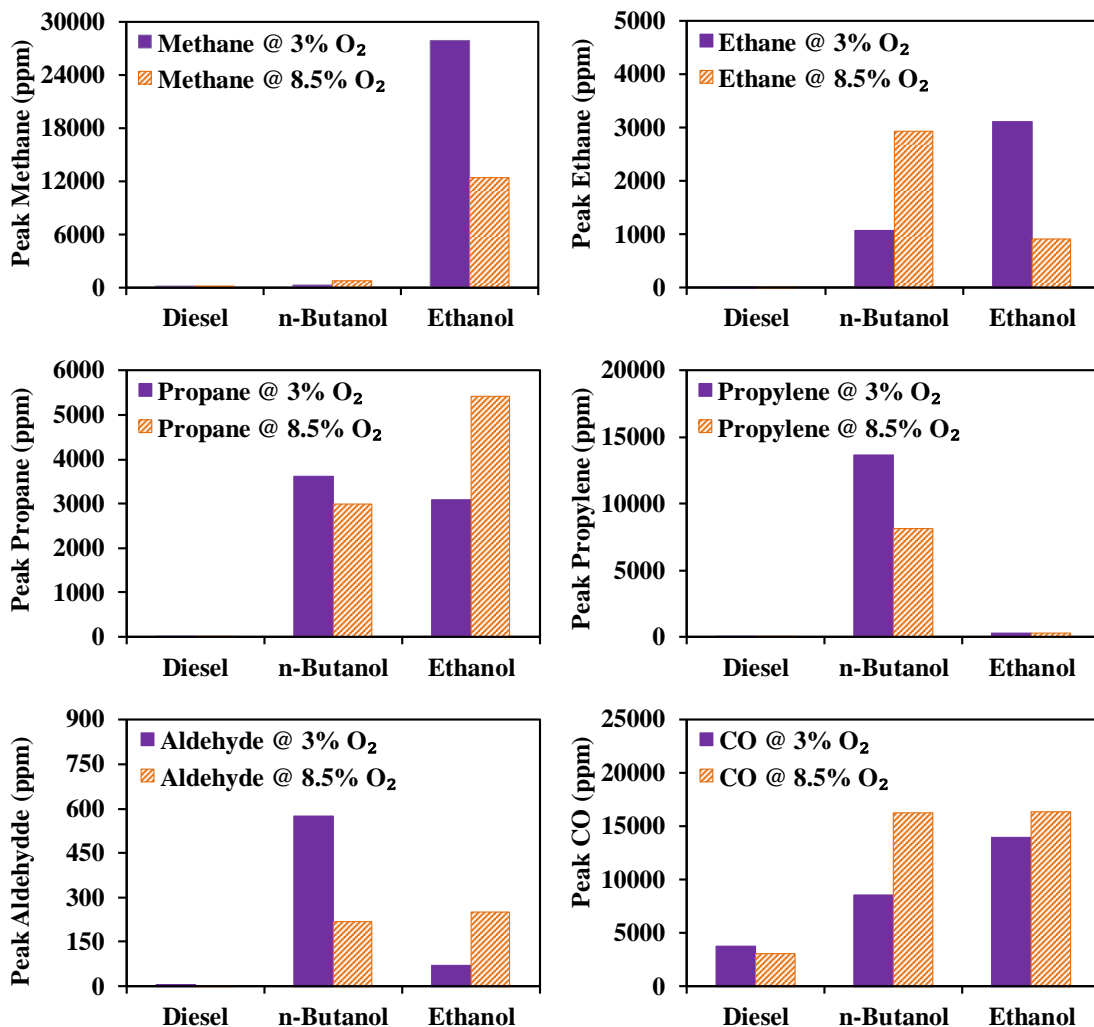 Peak Methane (ppm)
30000
24000
18000
12000
6000
0
Methane @ 3% O₂
Methane @ 8.5% O₂
Diesel n-Butanol Ethanol
Peak Ethane (ppm)
5000
4000
3000
2000
1000
0
Ethane @ 3% O₂
Ethane @ 8.5% O₂
Diesel n-Butanol Ethanol
Peak Propane (ppm)
6000
5000
4000
3000
2000
1000
0
Propane @ 3% O₂
Propane @ 8.5% O₂
Diesel n-Butanol Ethanol
Peak Propylene (ppm)
20000
15000
10000
5000
0
Propylene @ 3% O₂
Propylene @ 8.5% O₂
Diesel n-Butanol Ethanol
Peak Aldehydde (ppm)
900
750
600
450
300
150
0
Aldehyde @ 3% O₂
Aldehyde @ 8.5% O₂
Diesel n-Butanol Ethanol
Peak CO (ppm)
25000
20000
15000
10000
5000
0
CO @ 3% O₂
CO @ 8.5% O₂
Diesel n-Butanol Ethanol